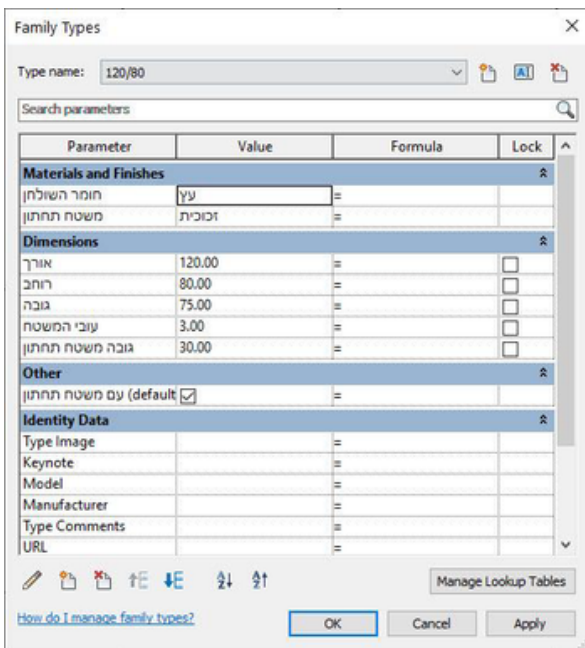 Family Types
Type name: 120/80
Search parameters
Parameter Value Formula Lock
Materials and Finishes
חומר השולחן עץ =
משטח תחתון זכוכית =
Dimensions
אורך 120.00 =
רוחב 80.00 =
גובה 75.00 =
עובי המשטח 3.00 =
גובה משטח תחתון 30.00 =
Other
עם משטח תחתון (default =
Identity Data
Type Image =
Keynote =
Model =
Manufacturer =
Type Comments =
URL =
Manage Lookup Tables
How do I manage family types?
OK Cancel Apply